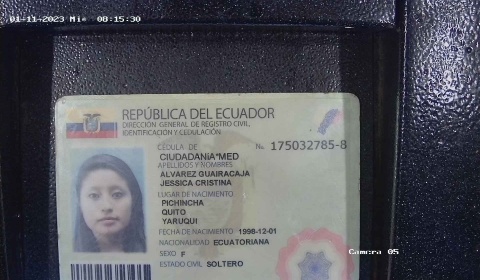 01-11-2023 Mie 08:15:30
REPÚBLICA DEL ECUADOR
DIRECCIÓN GENERAL DE REGISTRO CIVIL,
IDENTIFICACIÓN Y CEDULACIÓN
CÉDULA DE No. 175032785-8
CIUDADANÍA*MED
APELLIDOS Y NOMBRES
ALVAREZ GUAIRACAJA
JESSICA CRISTINA
LUGAR DE NACIMIENTO
PICHINCHA
QUITO
YARUQUI
FECHA DE NACIMIENTO 1998-12-01
NACIONALIDAD ECUATORIANA
SEXO F
Camera 05
ESTADO CIVIL SOLTERO